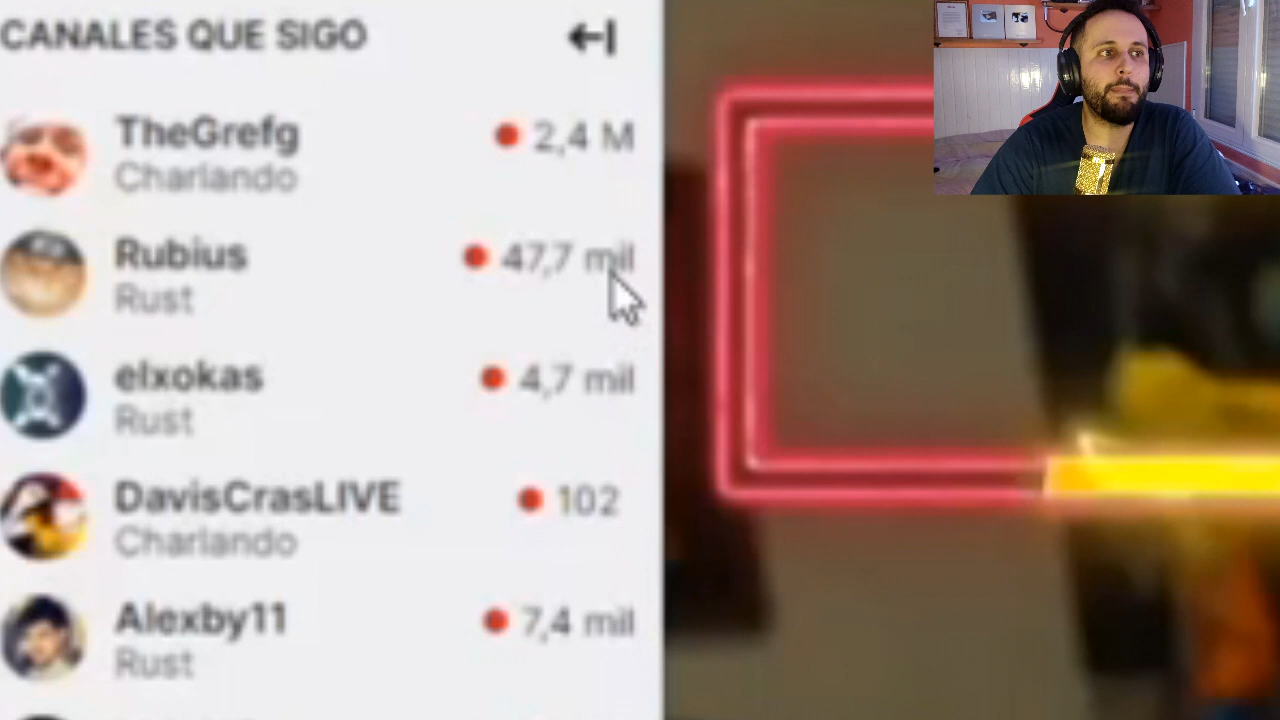 CANALES QUE SIGO
TheGrefg 2,4 M
Charlando
Rubius 47,7 mil
Rust
elxokas 4,7 mil
Rust
DavisCrasLIVE 102
Charlando
Alexby11 7,4 mil
Rust